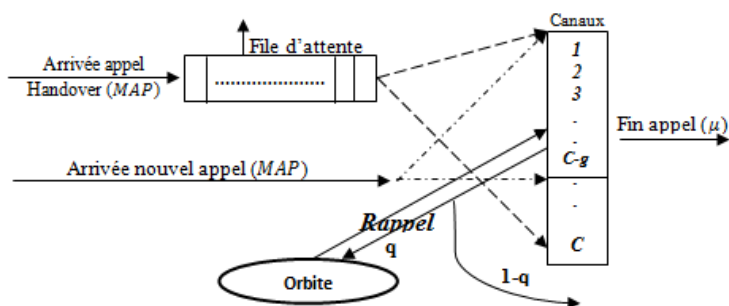 Canaux
File d'attente
Arrivée appel
Handover (MAP)
.....................
1
2
3
.
.
C-g
-
-
C
Fin appel (μ)
Arrivée nouvel appel (MAP)
Rappel
q
1-q
Orbite